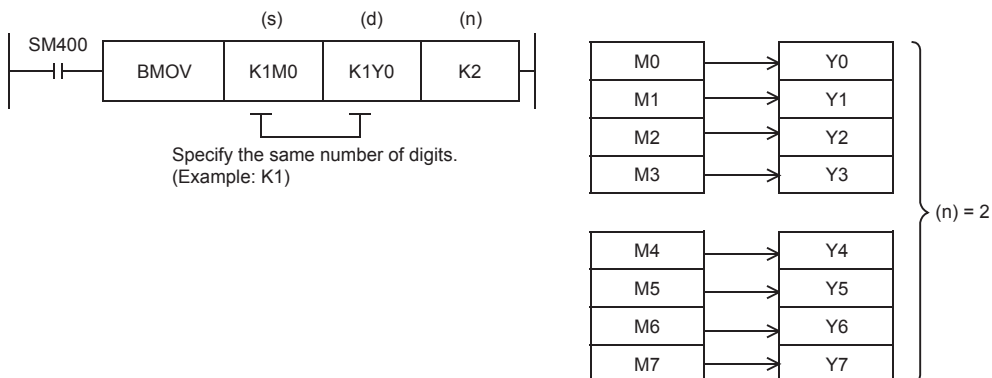 (s) (d) (n)
SM400
BMOV K1M0 K1Y0 K2
Specify the same number of digits.
(Example: K1)
M0 Y0
M1 Y1
M2 Y2
M3 Y3
(n) = 2
M4 Y4
M5 Y5
M6 Y6
M7 Y7